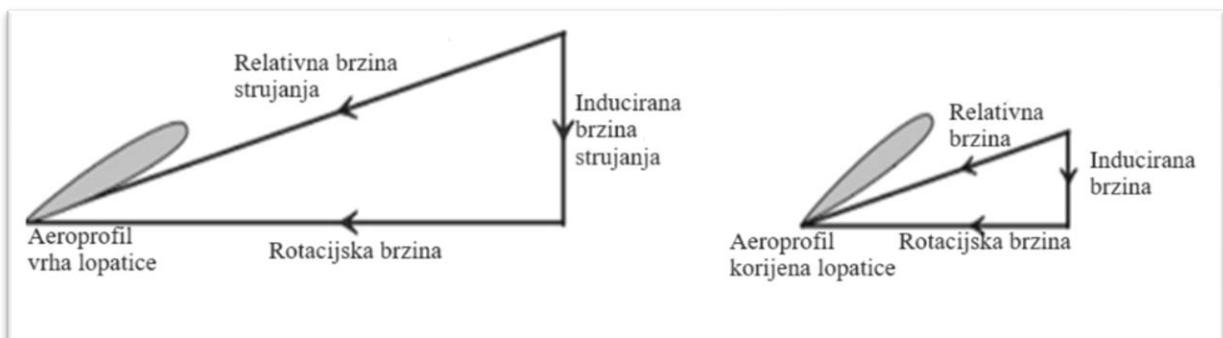 Relativna brzina
strujanja
Inducirana
brzina
strujanja
Aeroprofil
vrha lopatice
Rotacijska brzina
Relativna
brzina
Inducirana
brzina
Aeroprofil
korijena lopatice
Rotacijska brzina